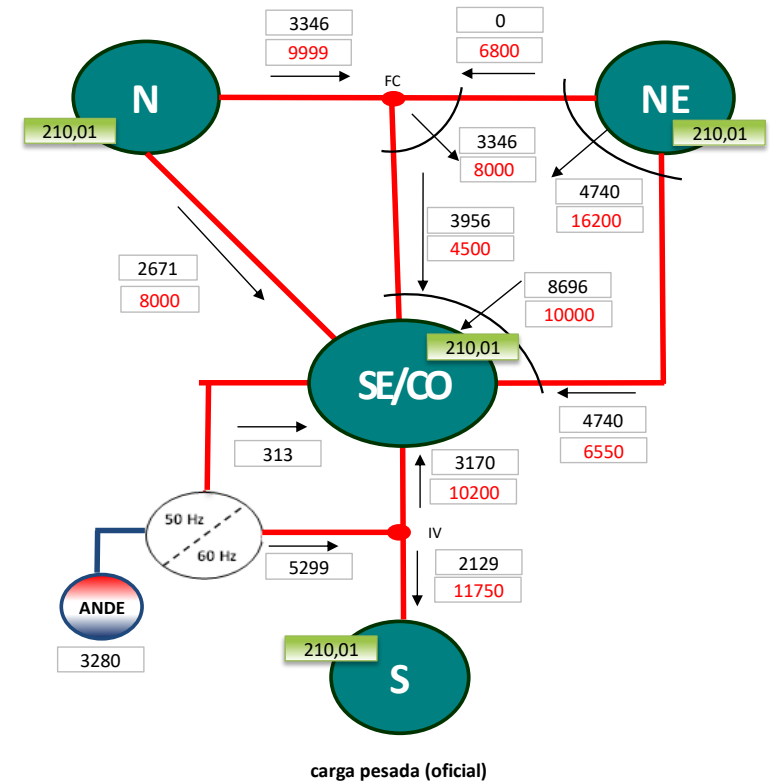 3346
9999
0
6800
FC
N
NE
210,01
210,01
3346
8000
4740
16200
3956
4500
2671
8000
8696
10000
210,01
SE/CO
4740
6550
313
3170
10200
50 Hz
60 Hz
IV
5299
2129
11750
ANDE
3280
210,01
S
carga pesada (oficial)